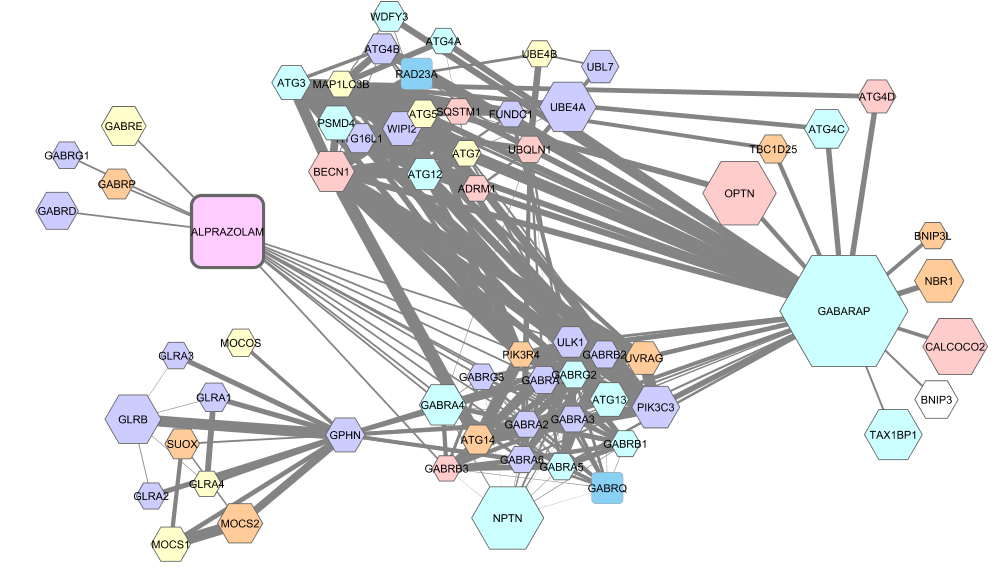 WDFY3
ATG4B
ATG4A
UBE4B
UBL7
RAD23A
ATG3
MAP1LC3B
ATG4D
ATG5
SQSTM1
FUNDC1
UBE4A
PSMD4
WIPI2
TG16L1
ATG4C
GABRE
TBC1D25
ATG7
UBQLN1
GABRG1
BECN1
ATG12
GABRP
ADRM1
OPTN
GABRD
ALPRAZOLAM
BNIP3L
NBR1
GABARAP
MOCOS
ULK1
CALCOCO2
GLRA3
PIK3R4
GABRB2
UVRAG
GABRG3
GABRA
GABRG2
GLRA1
GABRA4
ATG13
BNIP3
PIK3C3
GLRB
GABRA2
GABRA3
GPHN
TAX1BP1
SUOX
ATG14
GABRB1
GABRA6
GABRB3
GABRA5
GLRA4
GABRQ
GLRA2
NPTN
MOCS2
MOCS1